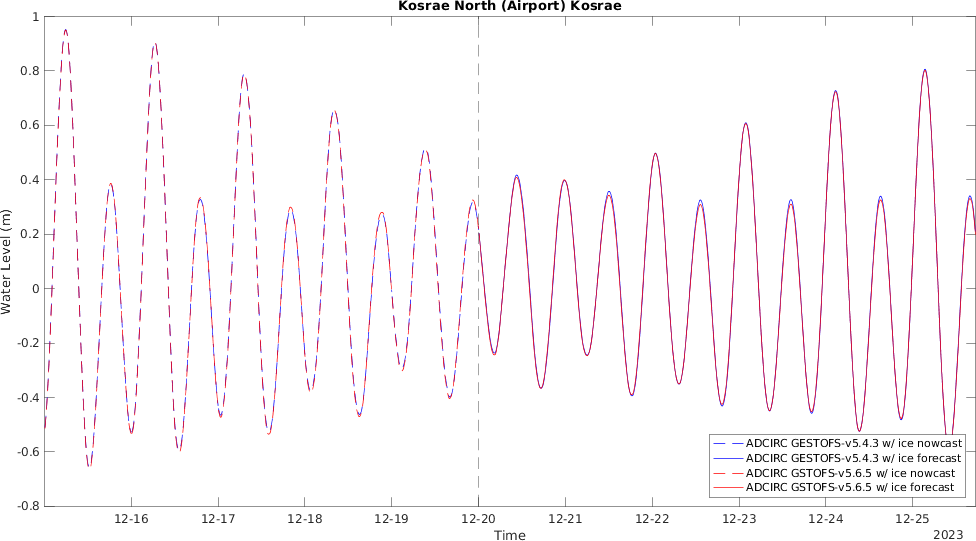 Kosrae North (Airport) Kosrae
Water Level (m)
1
0.8
0.6
0.4
0.2
0
-0.2
-0.4
-0.6
-0.8
ADCIRC GESTOFS-v5.4.3 w/ ice nowcast
ADCIRC GESTOFS-v5.4.3 w/ ice forecast
ADCIRC GSTOFS-v5.6.5 w/ ice nowcast
ADCIRC GSTOFS-v5.6.5 w/ ice forecast
12-16 12-17 12-18 12-19 12-20 12-21 12-22 12-23 12-24 12-25
Time
2023